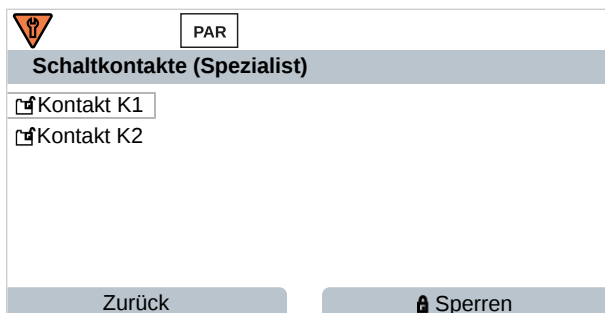 PAR
Schaltkontakte (Spezialist)
Kontakt K1
Kontakt K2
Zurück Sperren